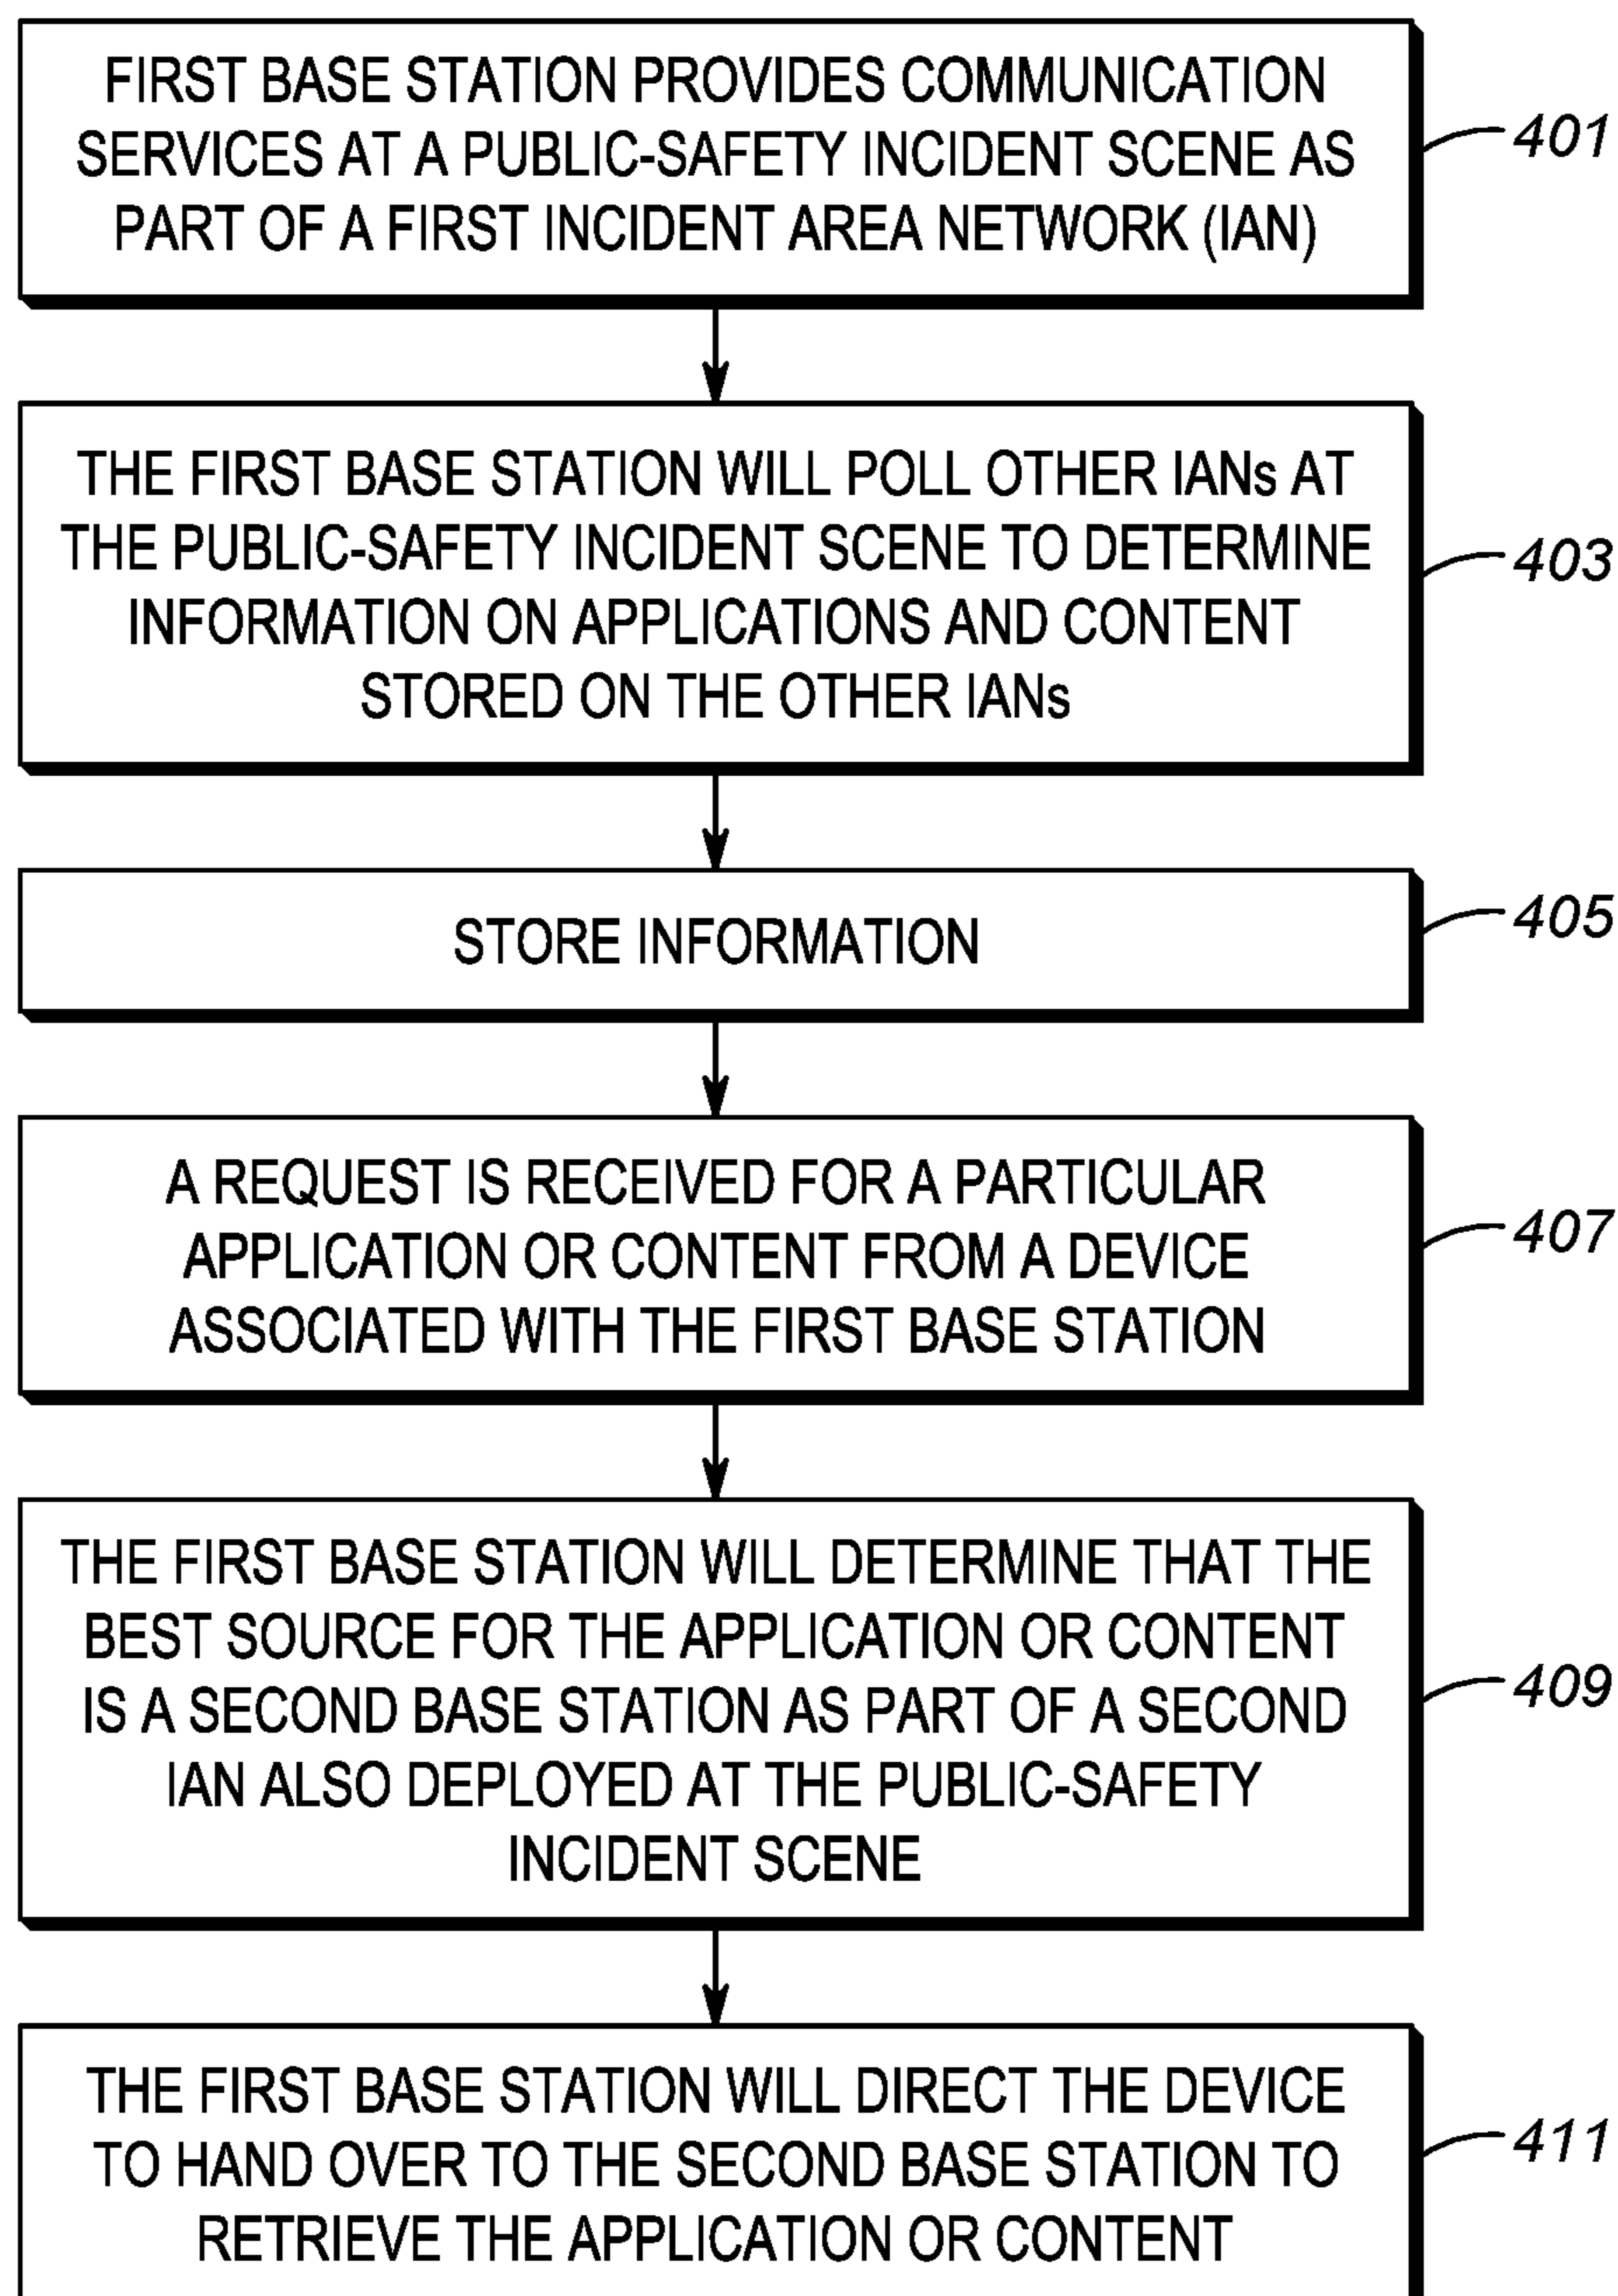 FIRST BASE STATION PROVIDES COMMUNICATION
SERVICES AT A PUBLIC-SAFETY INCIDENT SCENE AS
PART OF A FIRST INCIDENT AREA NETWORK (IAN)
401
THE FIRST BASE STATION WILL POLL OTHER IANs AT
THE PUBLIC-SAFETY INCIDENT SCENE TO DETERMINE
INFORMATION ON APPLICATIONS AND CONTENT
STORED ON THE OTHER IANs
403
STORE INFORMATION
405
A REQUEST IS RECEIVED FOR A PARTICULAR
APPLICATION OR CONTENT FROM A DEVICE
ASSOCIATED WITH THE FIRST BASE STATION
407
THE FIRST BASE STATION WILL DETERMINE THAT THE
BEST SOURCE FOR THE APPLICATION OR CONTENT
IS A SECOND BASE STATION AS PART OF A SECOND
IAN ALSO DEPLOYED AT THE PUBLIC-SAFETY
INCIDENT SCENE
409
THE FIRST BASE STATION WILL DIRECT THE DEVICE
TO HAND OVER TO THE SECOND BASE STATION TO
RETRIEVE THE APPLICATION OR CONTENT
411